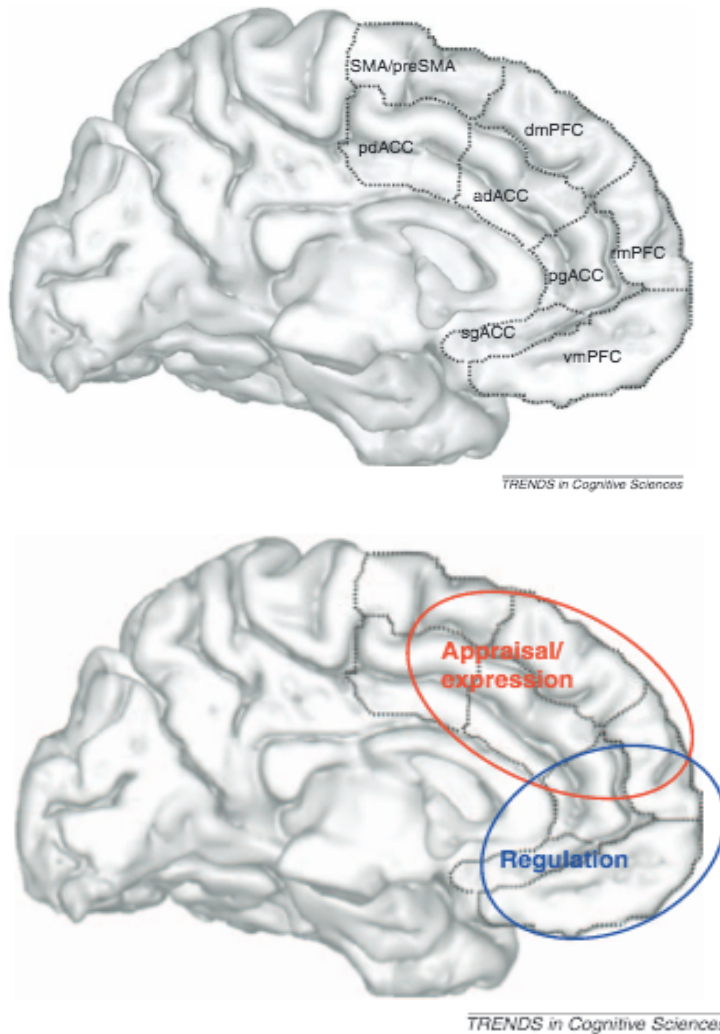 SMA/preSMA
dmPFC
pdACC
adACC
rmPFC
pgACC
sgACC
vmPFC
TRENDS in Cognitive Sciences
Appraisal/
expression
Regulation
TRENDS in Cognitive Sciences